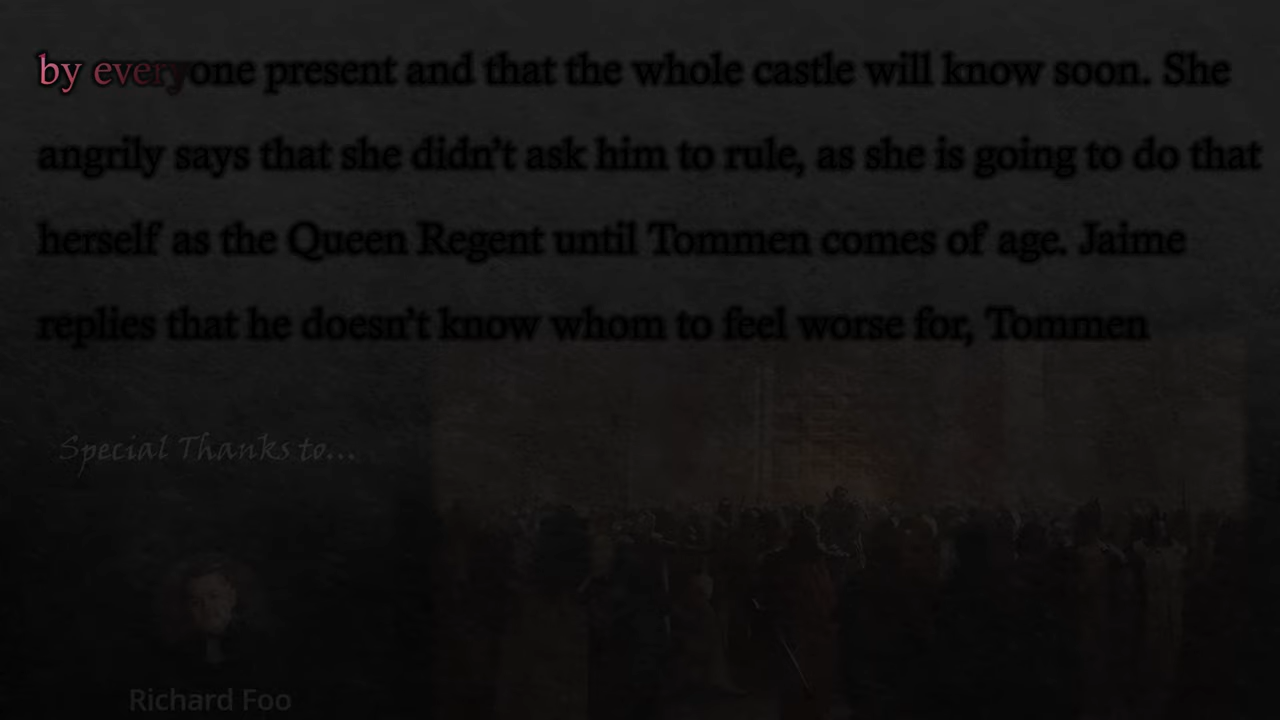 by everyone present and that the whole castle will know soon. She
angrily says that she didn’t ask him to rule, as she is going to do that
herself as the Queen Regent until Tommen comes of age. Jaime
replies that he doesn’t know whom to feel worse for, Tommen
Special Thanks to...
Richard Foo